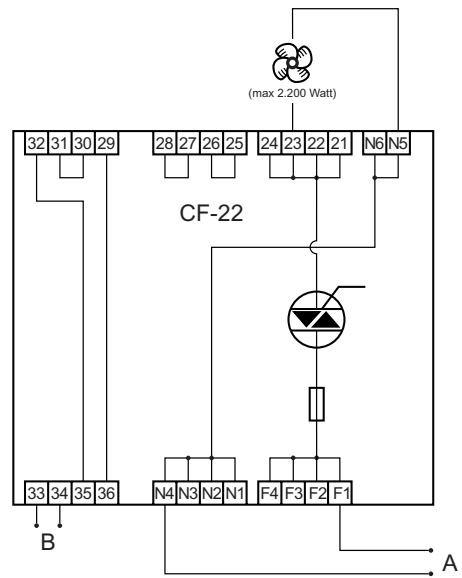 (max 2.200 Watt)
32 31 30 29 28 27 26 25 24 23 22 21 N6 N5
CF-22
33 34 35 36 N4 N3 N2 N1 F4 F3 F2 F1
B
A